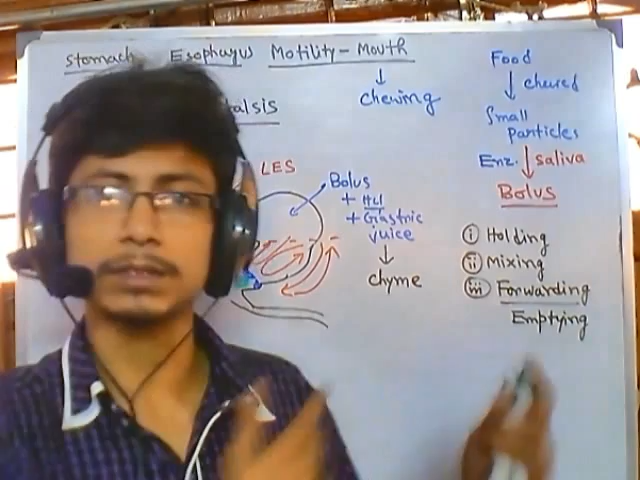 Stomach Esophagus Motility - Mouth
↓
chewing
talsis
LES
Bolus
+ Hcl
+ Gastric
juice
↓
chyme
Food
↓ chewed
Small
particles
Enz. ↓ saliva
Bolus
i Holding
ii Mixing
iii Forwarding
Emptying